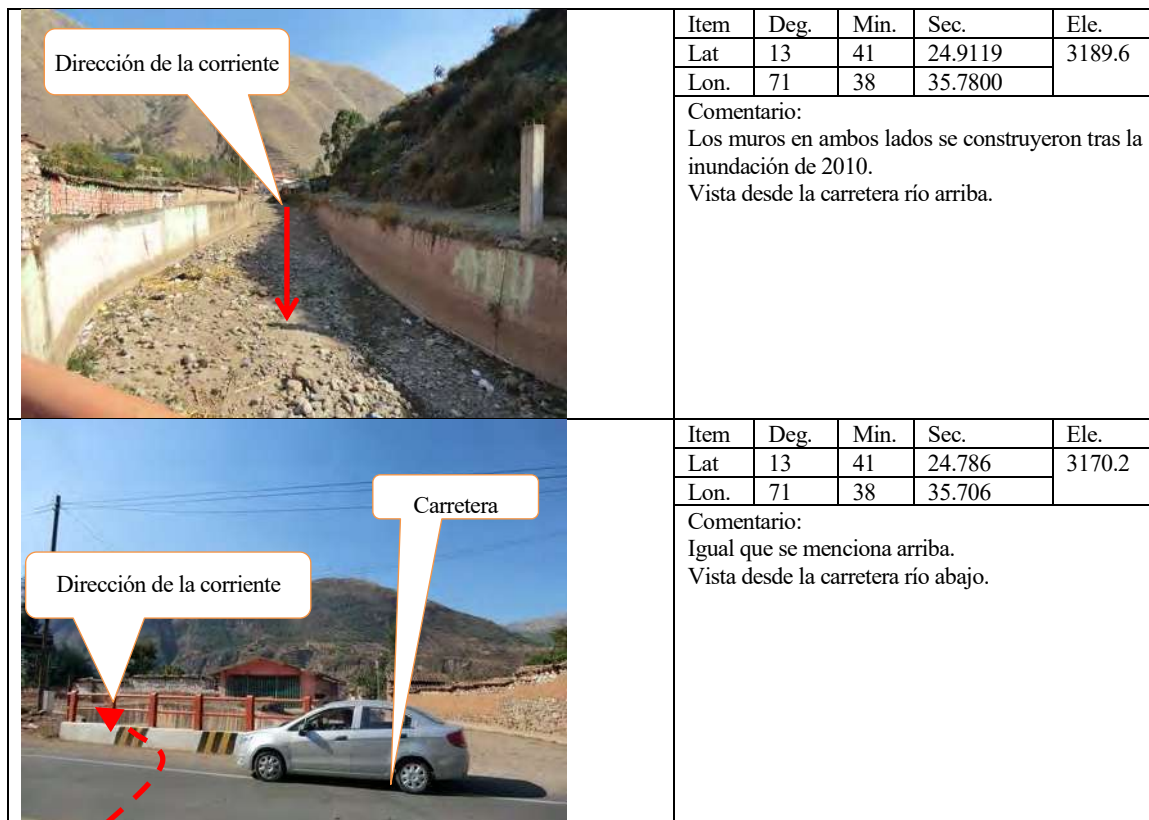 Dirección de la corriente
Item Deg. Min. Sec. Ele.
Lat 13 41 24.9119 3189.6
Lon. 71 38 35.7800
Comentario:
Los muros en ambos lados se construyeron tras la
inundación de 2010.
Vista desde la carretera río arriba.
Carretera
Dirección de la corriente
Item Deg. Min. Sec. Ele.
Lat 13 41 24.786 3170.2
Lon. 71 38 35.706
Comentario:
Igual que se menciona arriba.
Vista desde la carretera río abajo.